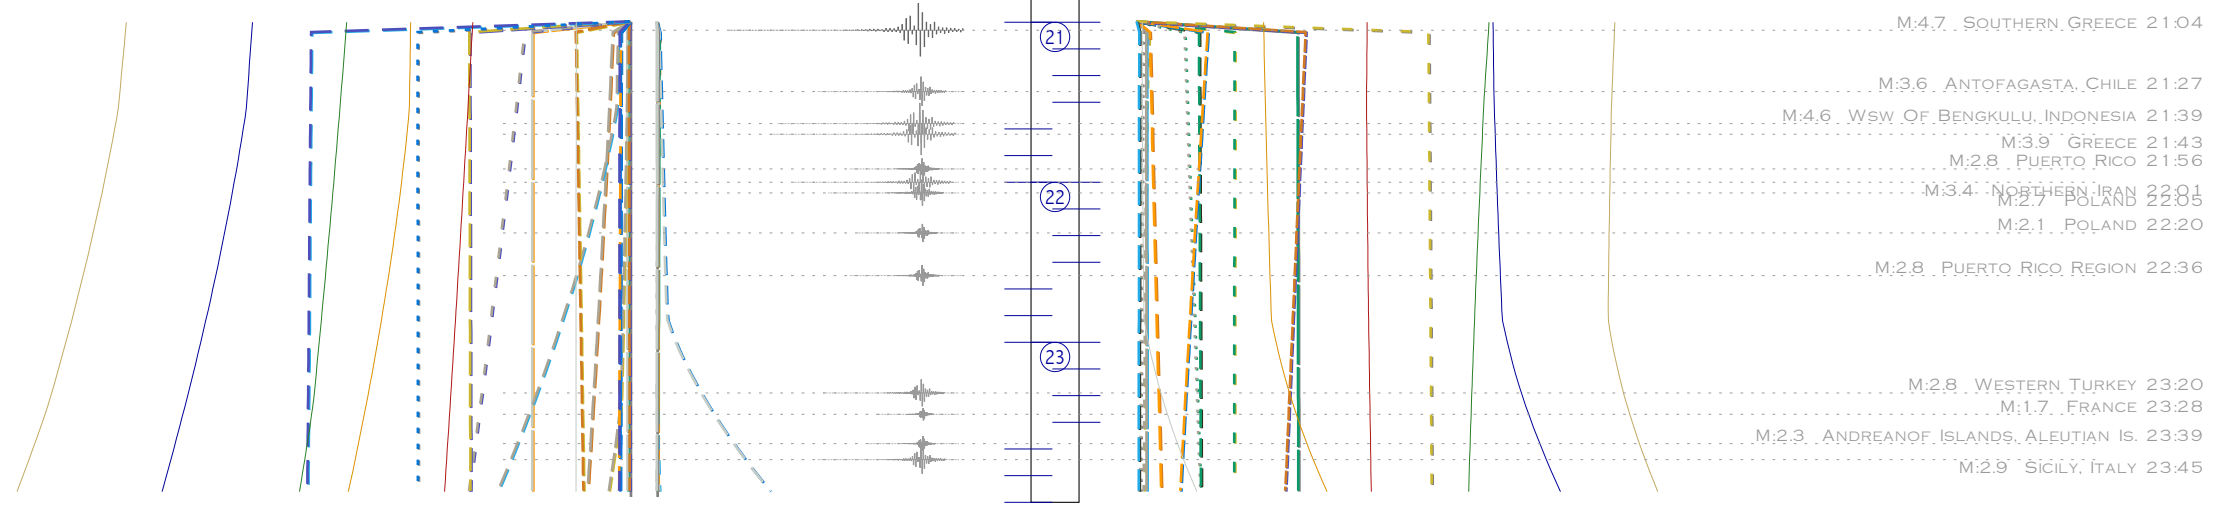 M:4.7 Southern Greece 21:04
21
M:3.6 Antofagasta, Chile 21:27
M:4.6 Wsw Of Bengkulu, Indonesia 21:39
M:3.9 Greece 21:43
M:2.8 Puerto Rico 21:56
M:3.4 Northern Iran 22:01
22
M:2.7 Poland 22:05
M:2.1 Poland 22:20
M:2.8 Puerto Rico Region 22:36
23
M:2.8 Western Turkey 23:20
M:1.7 France 23:28
M:2.3 Andreanof Islands, Aleutian Is. 23:39
M:2.9 Sicily, Italy 23:45